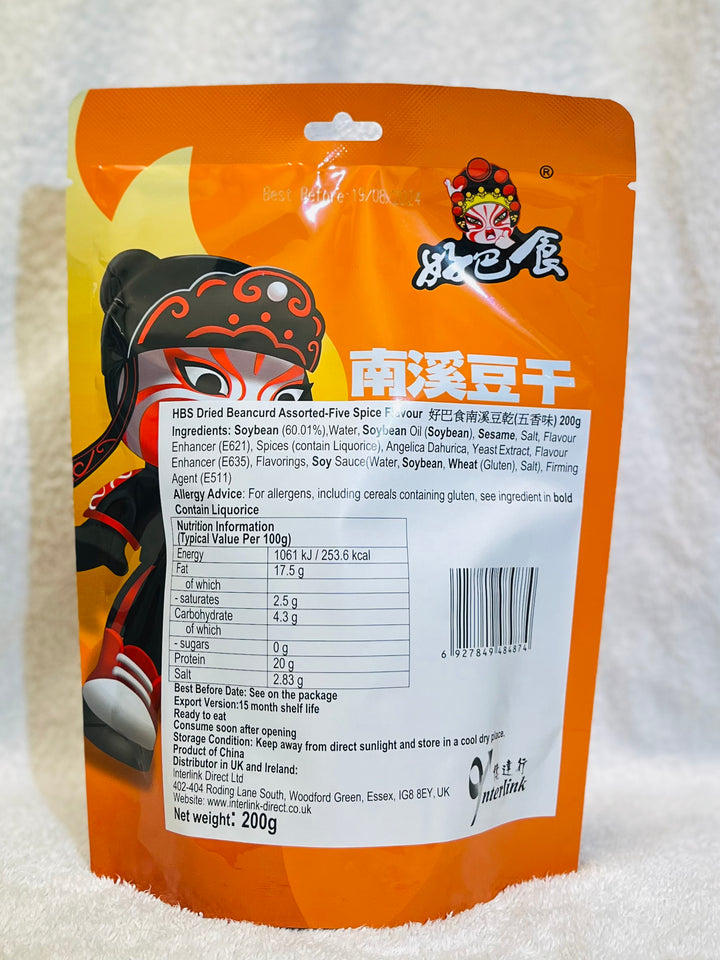 Best Before:19/08/2024
®
好巴食
南溪豆干
HBS Dried Beancurd Assorted-Five Spice Flavour 好巴食南溪豆乾(五香味) 200g
Ingredients: Soybean (60.01%),Water, Soybean Oil (Soybean), Sesame, Salt, Flavour
Enhancer (E621), Spices (contain Liquorice), Angelica Dahurica, Yeast Extract, Flavour
Enhancer (E635), Flavorings, Soy Sauce(Water, Soybean, Wheat (Gluten), Salt), Firming
Agent (E511)
Allergy Advice: For allergens, including cereals containing gluten, see ingredient in bold
Contain Liquorice
Nutrition Information
(Typical Value Per 100g)
Energy 1061 kJ / 253.6 kcal
Fat 17.5 g
of which
- saturates 2.5 g
Carbohydrate 4.3 g
of which
- sugars 0 g
Protein 20 g
Salt 2.83 g
6 927849 484874
Best Before Date: See on the package
Export Version:15 month shelf life
Ready to eat
Consume soon after opening
Storage Condition: Keep away from direct sunlight and store in a cool dry place.
Product of China
Distributor in UK and Ireland:
Interlink Direct Ltd
402-404 Roding Lane South, Woodford Green, Essex, IG8 8EY, UK
Website: www.interlink-direct.co.uk
Net weight: 200g
達行
Interlink